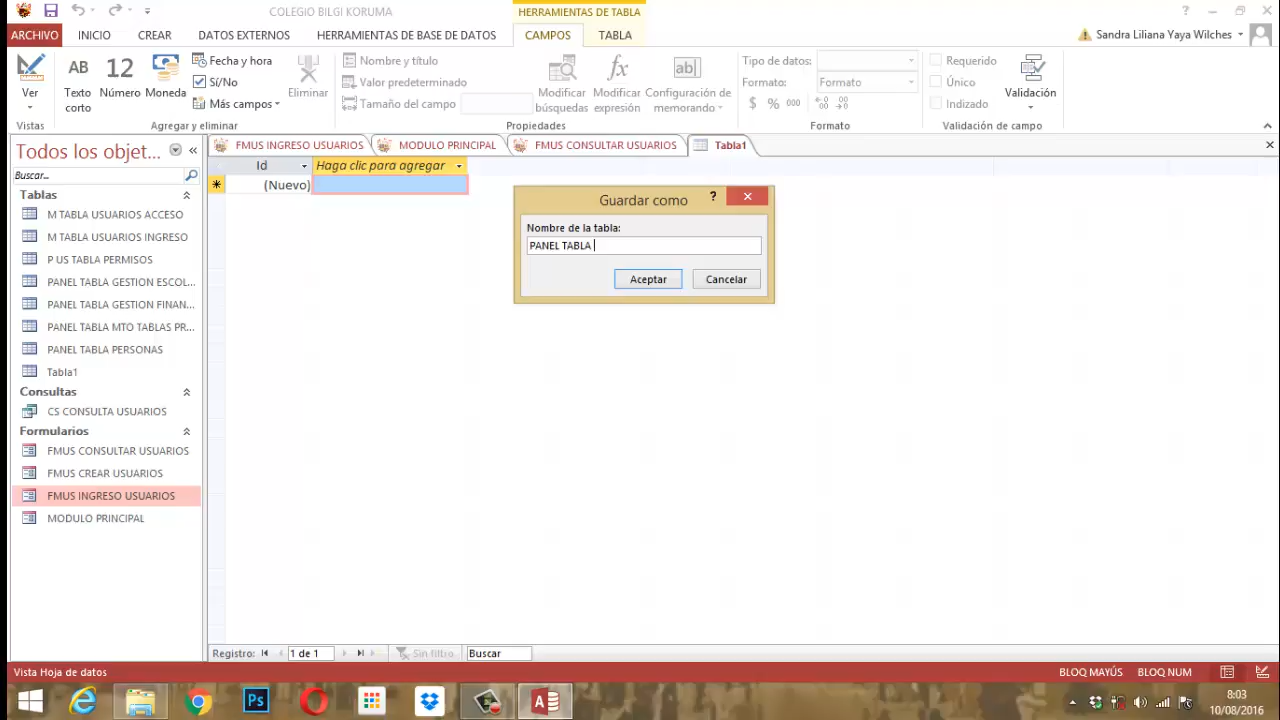 COLEGIO BILGI KORUMA
HERRAMIENTAS DE TABLA
?
ARCHIVO INICIO CREAR DATOS EXTERNOS HERRAMIENTAS DE BASE DE DATOS CAMPOS TABLA
Sandra Liliana Yaya Wilches
Ver
Vistas
AB
Texto corto
12
Número
Moneda
Fecha y hora
Sí/No
Más campos
Eliminar
Agregar y eliminar
Nombre y título
Valor predeterminado
Tamaño del campo
Modificar búsquedas
fx
Modificar expresión
ab|
Configuración de memorando
Propiedades
Tipo de datos:
Formato: Formato
$ % 000
Formato
Requerido
Único
Indizado
Validación
Validación de campo
Todos los objet... «
Buscar...
Tablas
M TABLA USUARIOS ACCESO
M TABLA USUARIOS INGRESO
P US TABLA PERMISOS
PANEL TABLA GESTION ESCOL...
PANEL TABLA GESTION FINAN...
PANEL TABLA MTO TABLAS PR...
PANEL TABLA PERSONAS
Tabla1
Consultas
CS CONSULTA USUARIOS
Formularios
FMUS CONSULTAR USUARIOS
FMUS CREAR USUARIOS
FMUS INGRESO USUARIOS
MODULO PRINCIPAL
FMUS INGRESO USUARIOS MODULO PRINCIPAL FMUS CONSULTAR USUARIOS Tabla1
Id Haga clic para agregar
(Nuevo)
Guardar como ?
Nombre de la tabla:
PANEL TABLA
Aceptar Cancelar
Registro: 1 de 1 Sin filtro Buscar
Vista Hoja de datos BLOQ MAYÚS BLOQ NUM
Ps
8:03
10/08/2016